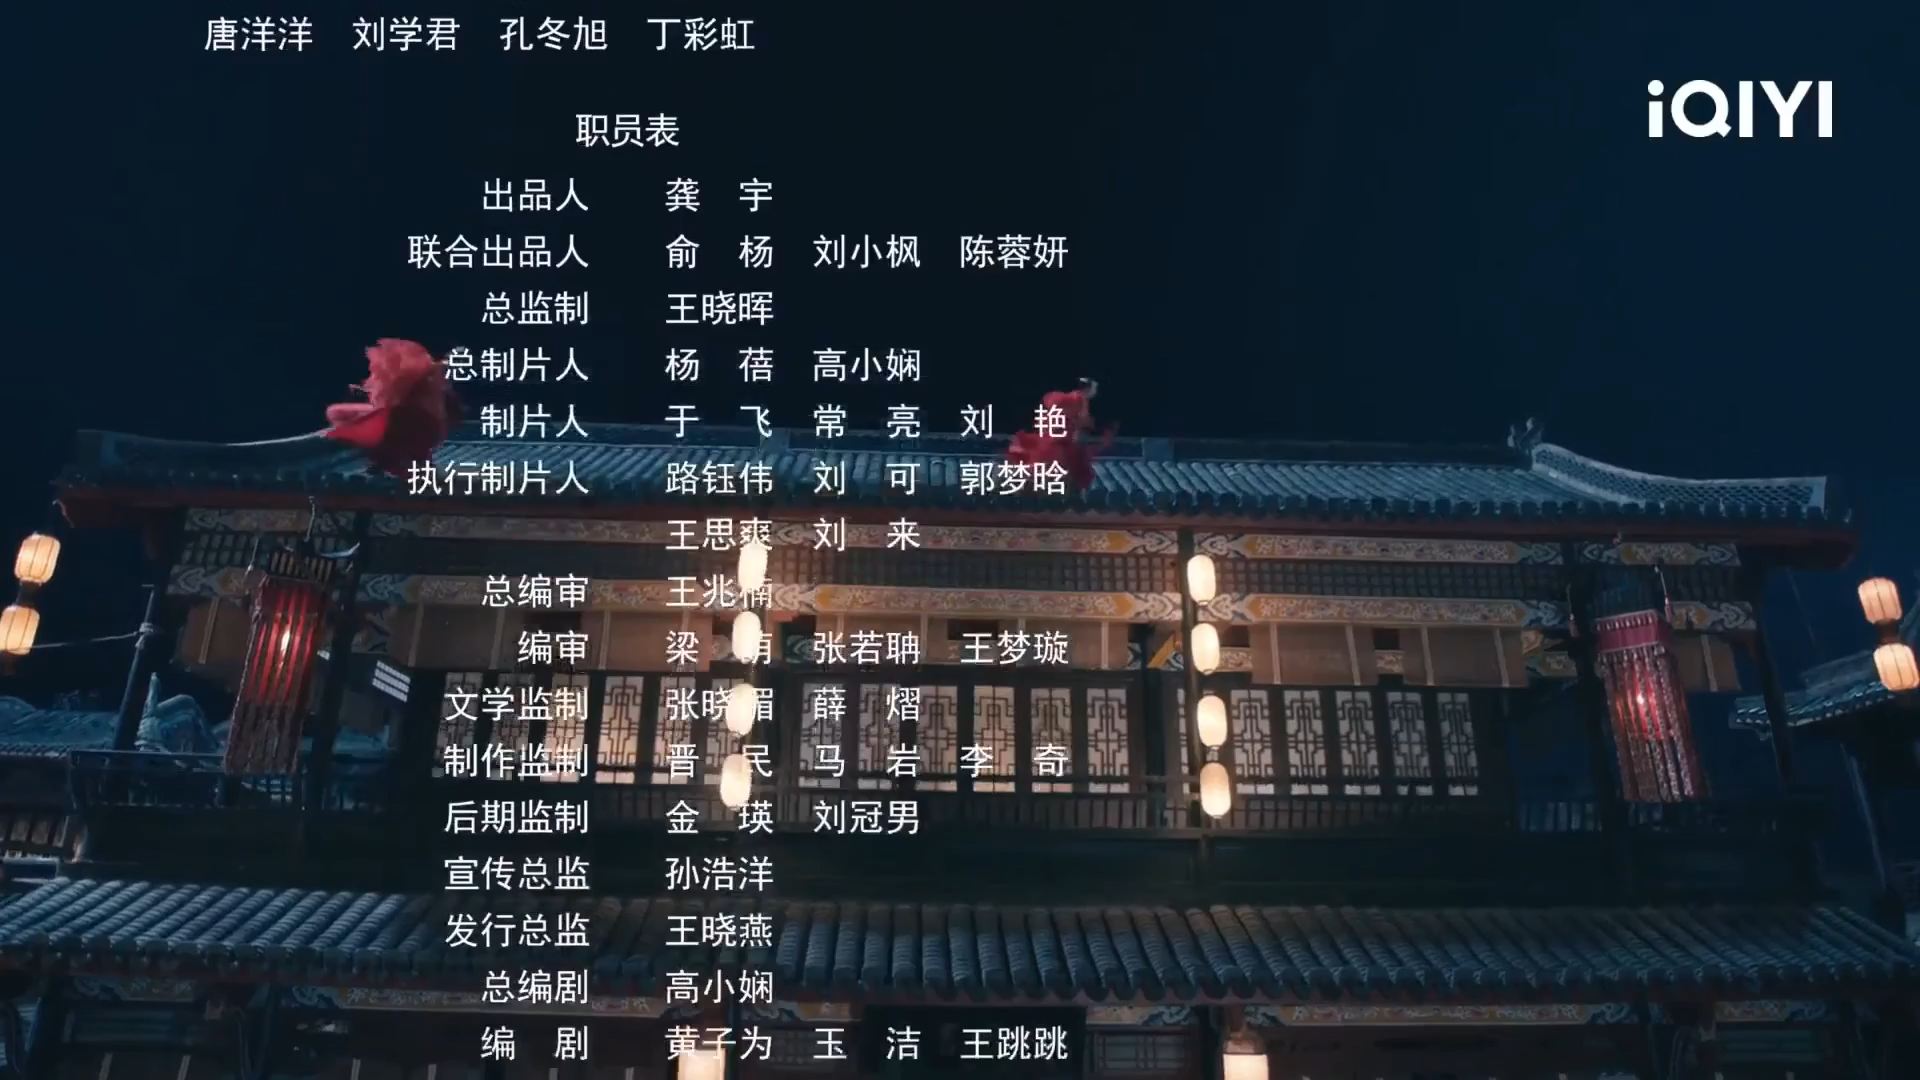 唐洋洋 刘学君 孔冬旭 丁彩虹
iQIYI
职员表
出品人 龚宇
联合出品人 俞杨 刘小枫 陈蓉妍
总监制 王晓晖
总制片人 杨蓓 高小娴
制片人 于飞 常亮 刘艳
执行制片人 路钰伟 刘可 郭梦晗
王思爽 刘来
总编审 王兆楠
编审 梁萌 张若聃 王梦璇
文学监制 张晓媚 薛熠
制作监制 晋民 马岩 李奇
后期监制 金瑛 刘冠男
宣传总监 孙浩洋
发行总监 王晓燕
总编剧 高小娴
编剧 黄子为 玉洁 王跳跳